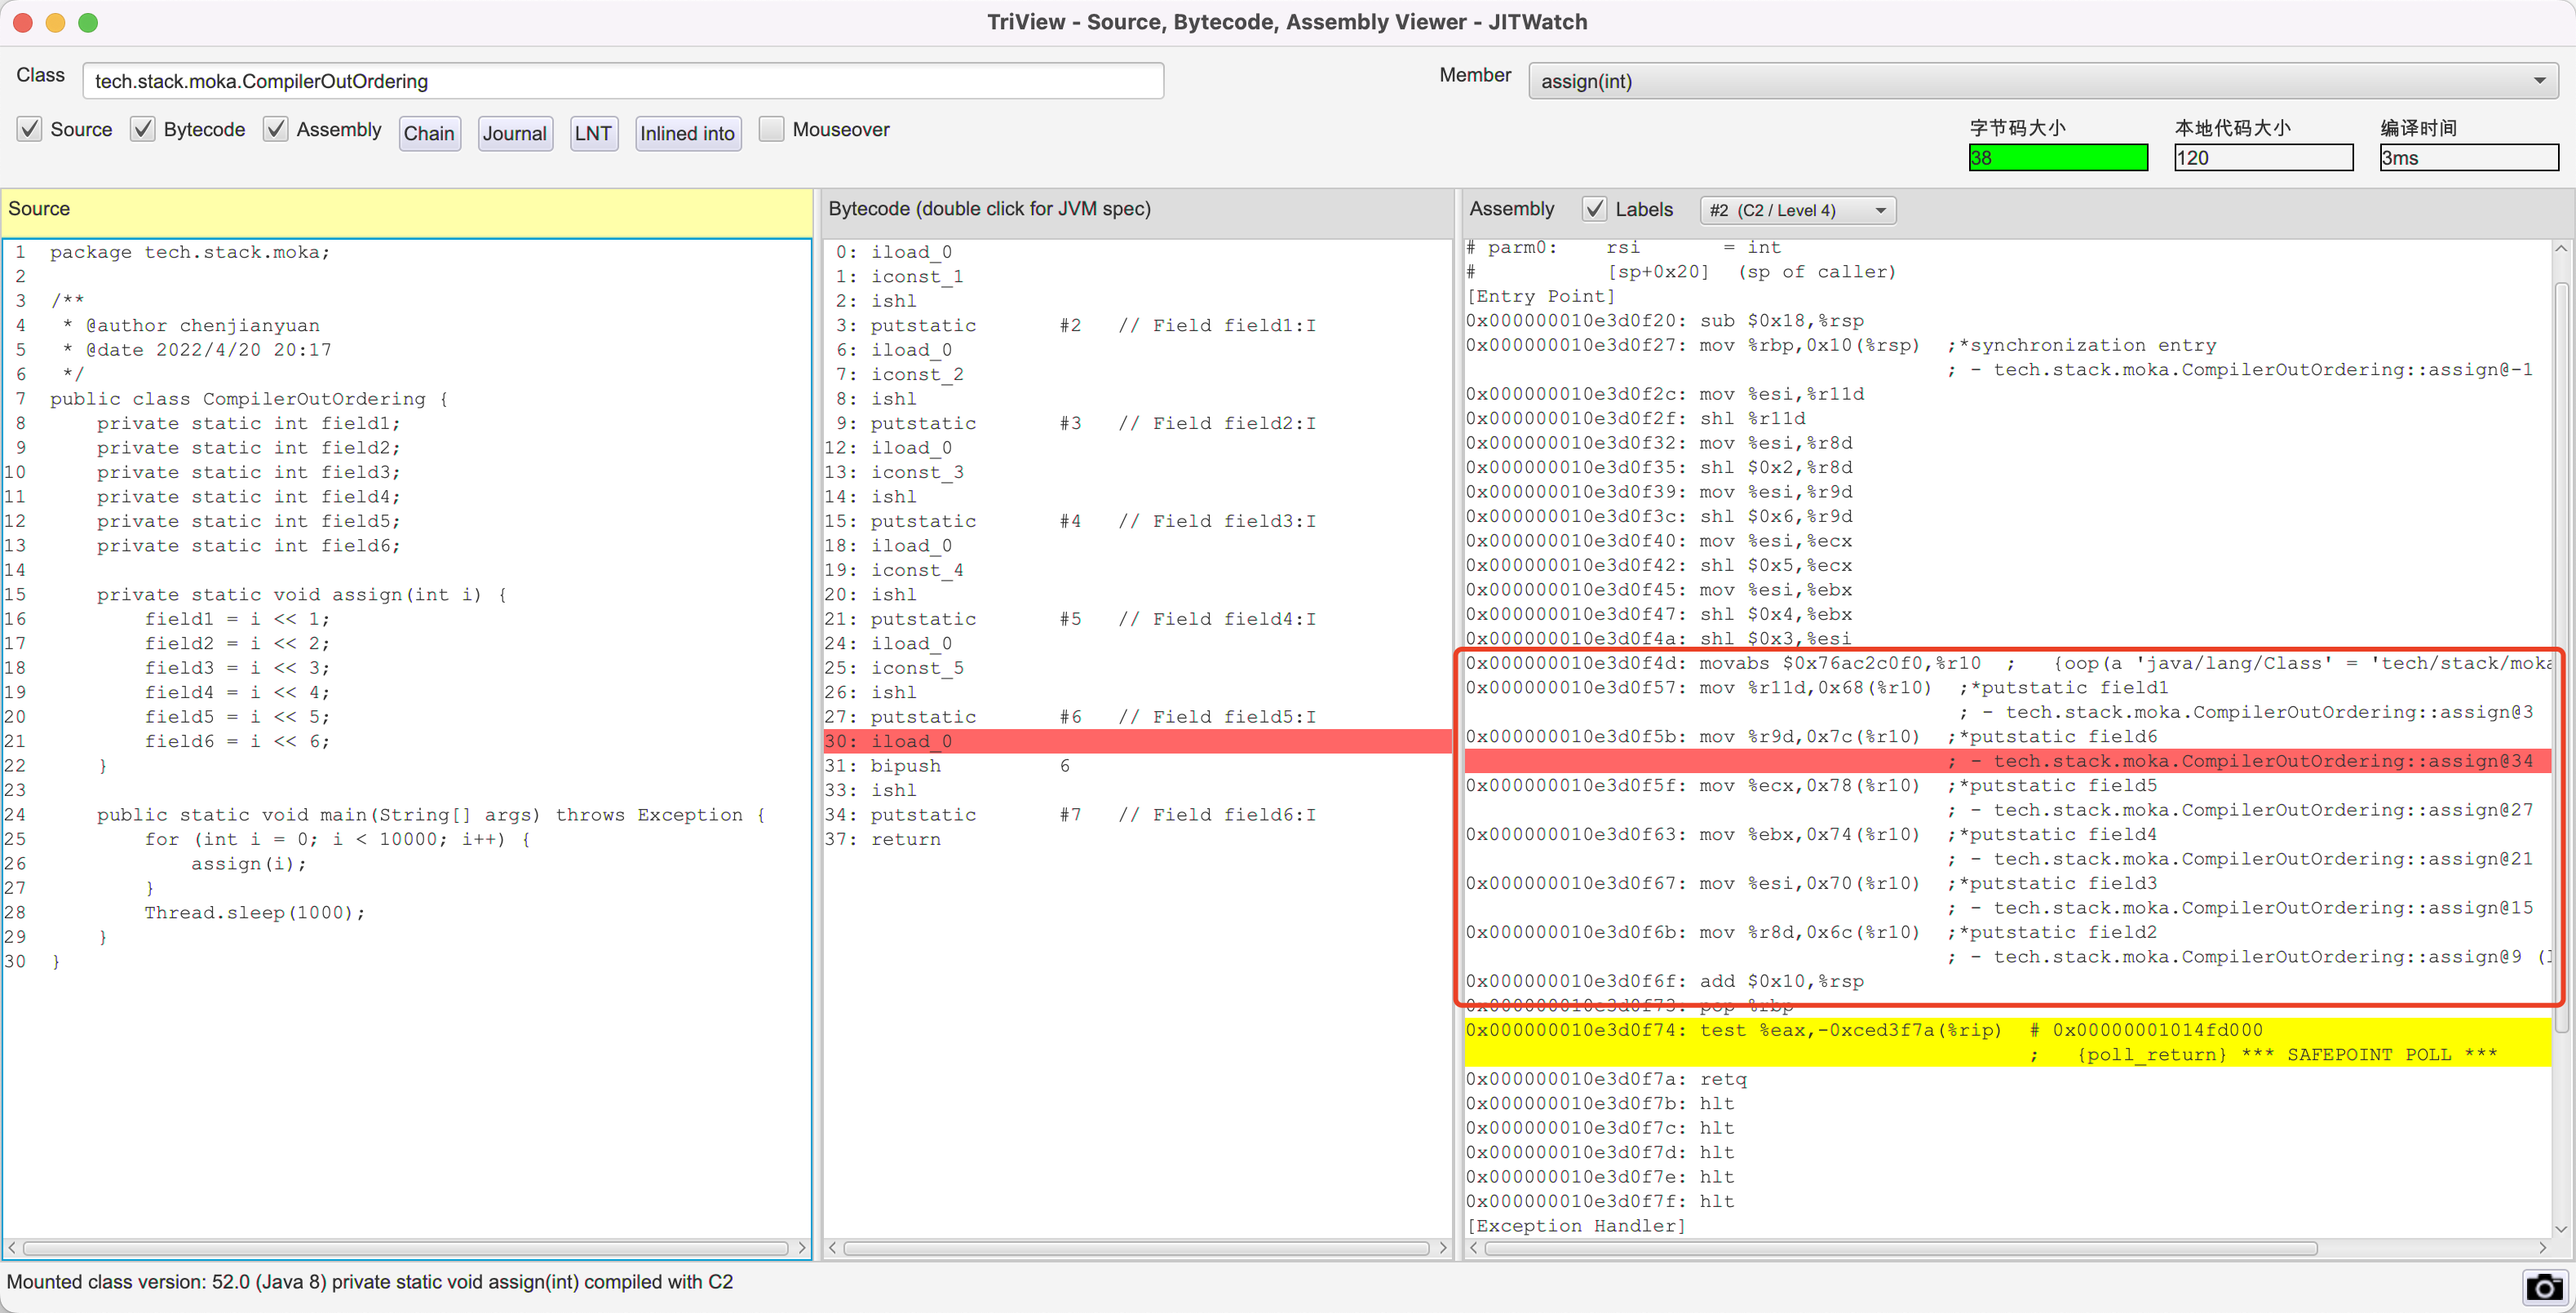 TriView - Source, Bytecode, Assembly Viewer - JITWatch
Class tech.stack.moka.CompilerOutOrdering Member assign(int)
Source Bytecode Assembly Chain Journal LNT Inlined into Mouseover
字节码大小 本地代码大小 编译时间
38 120 3ms
Source
1 package tech.stack.moka;
2
3 /**
4 * @author chenjianyuan
5 * @date 2022/4/20 20:17
6 */
7 public class CompilerOutOrdering {
8 private static int field1;
9 private static int field2;
10 private static int field3;
11 private static int field4;
12 private static int field5;
13 private static int field6;
14
15 private static void assign(int i) {
16 field1 = i << 1;
17 field2 = i << 2;
18 field3 = i << 3;
19 field4 = i << 4;
20 field5 = i << 5;
21 field6 = i << 6;
22 }
23
24 public static void main(String[] args) throws Exception {
25 for (int i = 0; i < 10000; i++) {
26 assign(i);
27 }
28 Thread.sleep(1000);
29 }
30 }
Bytecode (double click for JVM spec)
0: iload_0
1: iconst_1
2: ishl
3: putstatic #2 // Field field1:I
6: iload_0
7: iconst_2
8: ishl
9: putstatic #3 // Field field2:I
12: iload_0
13: iconst_3
14: ishl
15: putstatic #4 // Field field3:I
18: iload_0
19: iconst_4
20: ishl
21: putstatic #5 // Field field4:I
24: iload_0
25: iconst_5
26: ishl
27: putstatic #6 // Field field5:I
30: iload_0
31: bipush 6
33: ishl
34: putstatic #7 // Field field6:I
37: return
Assembly Labels #2 (C2 / Level 4)
# parm0: rsi = int
# [sp+0x20] (sp of caller)
[Entry Point]
0x000000010e3d0f20: sub $0x18,%rsp
0x000000010e3d0f27: mov %rbp,0x10(%rsp) ;*synchronization entry
; - tech.stack.moka.CompilerOutOrdering::assign@-1
0x000000010e3d0f2c: mov %esi,%r11d
0x000000010e3d0f2f: shl %r11d
0x000000010e3d0f32: mov %esi,%r8d
0x000000010e3d0f35: shl $0x2,%r8d
0x000000010e3d0f39: mov %esi,%r9d
0x000000010e3d0f3c: shl $0x6,%r9d
0x000000010e3d0f40: mov %esi,%ecx
0x000000010e3d0f42: shl $0x5,%ecx
0x000000010e3d0f45: mov %esi,%ebx
0x000000010e3d0f47: shl $0x4,%ebx
0x000000010e3d0f4a: shl $0x3,%esi
0x000000010e3d0f4d: movabs $0x76ac2c0f0,%r10 ; {oop(a 'java/lang/Class' = 'tech/stack/moka
0x000000010e3d0f57: mov %r11d,0x68(%r10) ;*putstatic field1
; - tech.stack.moka.CompilerOutOrdering::assign@3
0x000000010e3d0f5b: mov %r9d,0x7c(%r10) ;*putstatic field6
; - tech.stack.moka.CompilerOutOrdering::assign@34
0x000000010e3d0f5f: mov %ecx,0x78(%r10) ;*putstatic field5
; - tech.stack.moka.CompilerOutOrdering::assign@27
0x000000010e3d0f63: mov %ebx,0x74(%r10) ;*putstatic field4
; - tech.stack.moka.CompilerOutOrdering::assign@21
0x000000010e3d0f67: mov %esi,0x70(%r10) ;*putstatic field3
; - tech.stack.moka.CompilerOutOrdering::assign@15
0x000000010e3d0f6b: mov %r8d,0x6c(%r10) ;*putstatic field2
; - tech.stack.moka.CompilerOutOrdering::assign@9 (
0x000000010e3d0f6f: add $0x10,%rsp
0x000000010e3d0f73: pop %rbp
0x000000010e3d0f74: test %eax,-0xced3f7a(%rip) # 0x00000001014fd000
; {poll_return} *** SAFEPOINT POLL ***
0x000000010e3d0f7a: retq
0x000000010e3d0f7b: hlt
0x000000010e3d0f7c: hlt
0x000000010e3d0f7d: hlt
0x000000010e3d0f7e: hlt
0x000000010e3d0f7f: hlt
[Exception Handler]
Mounted class version: 52.0 (Java 8) private static void assign(int) compiled with C2